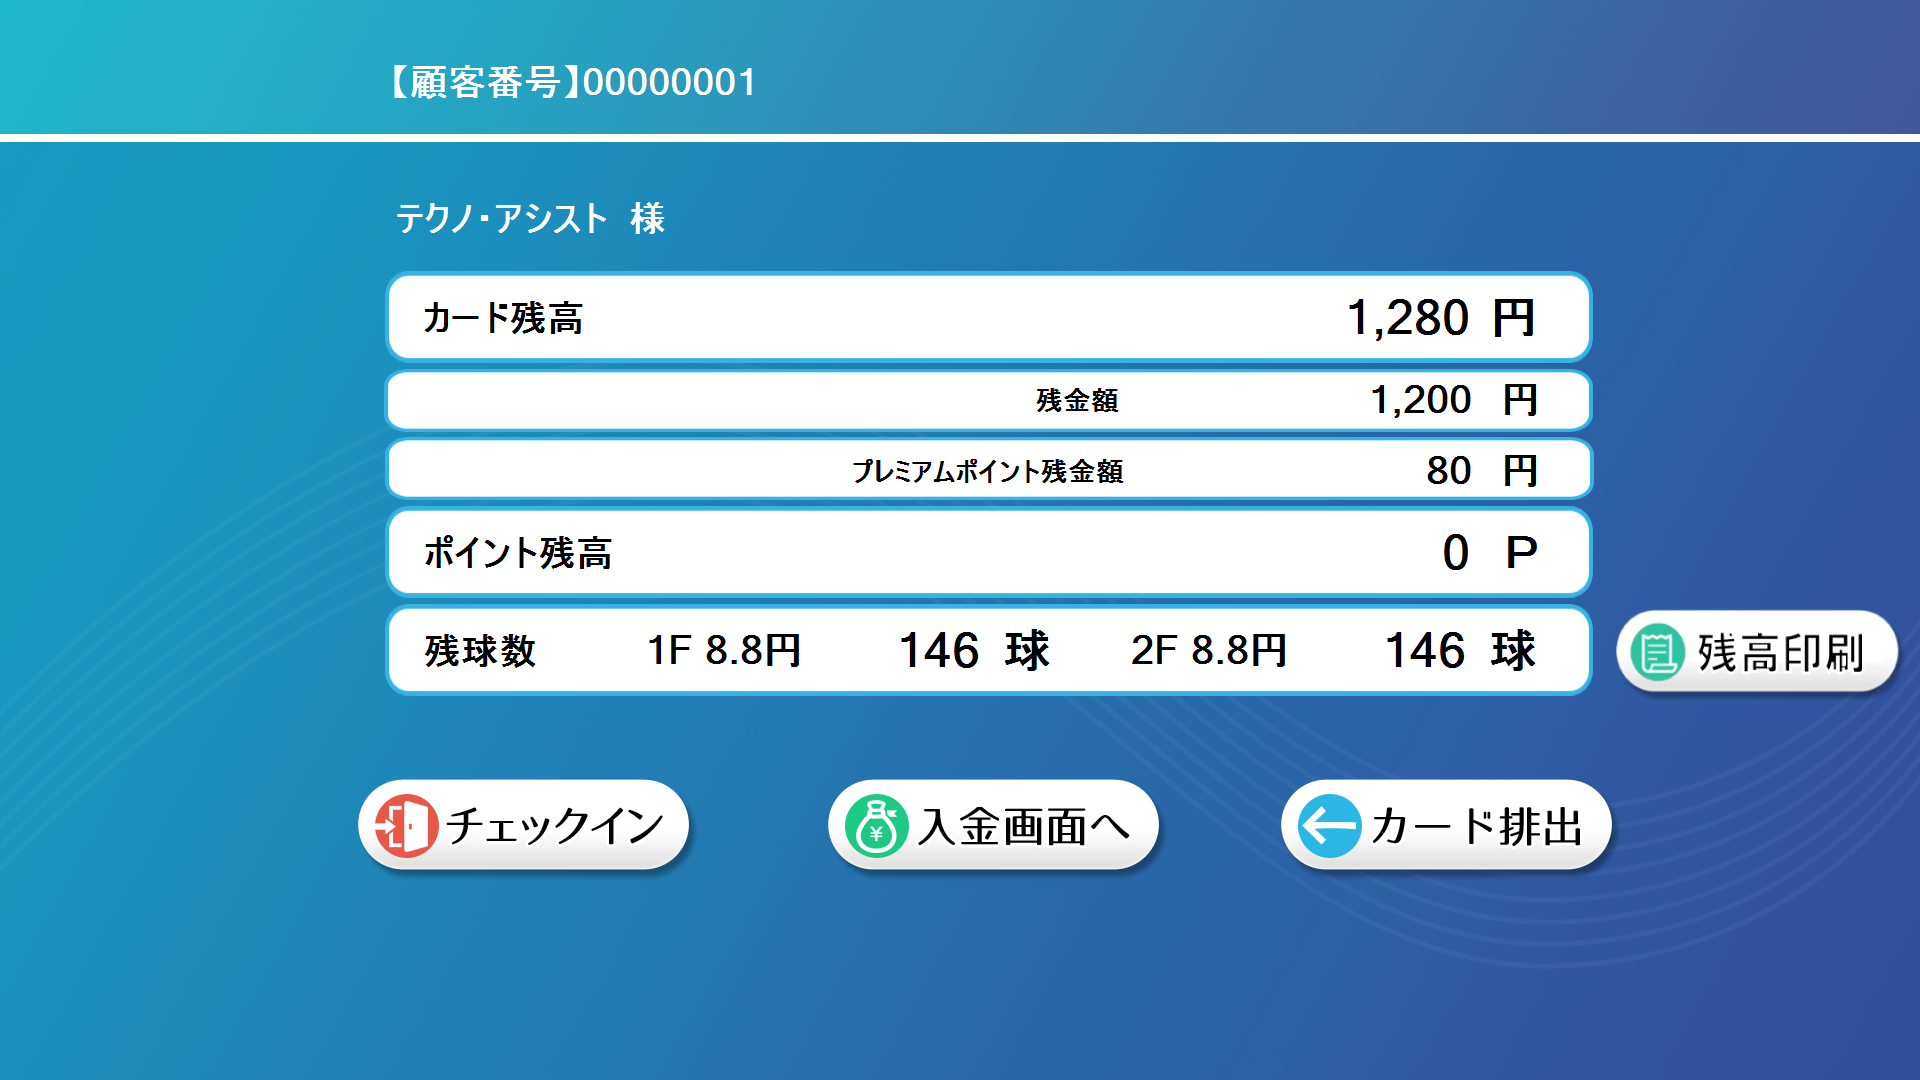 【顧客番号】00000001
テクノ・アシスト 様
カード残高 1,280 円
残金額 1,200 円
プレミアムポイント残金額 80 円
ポイント残高 0 P
残球数 1F 8.8円 146 球 2F 8.8円 146 球
残高印刷
チェックイン 入金画面へ カード排出